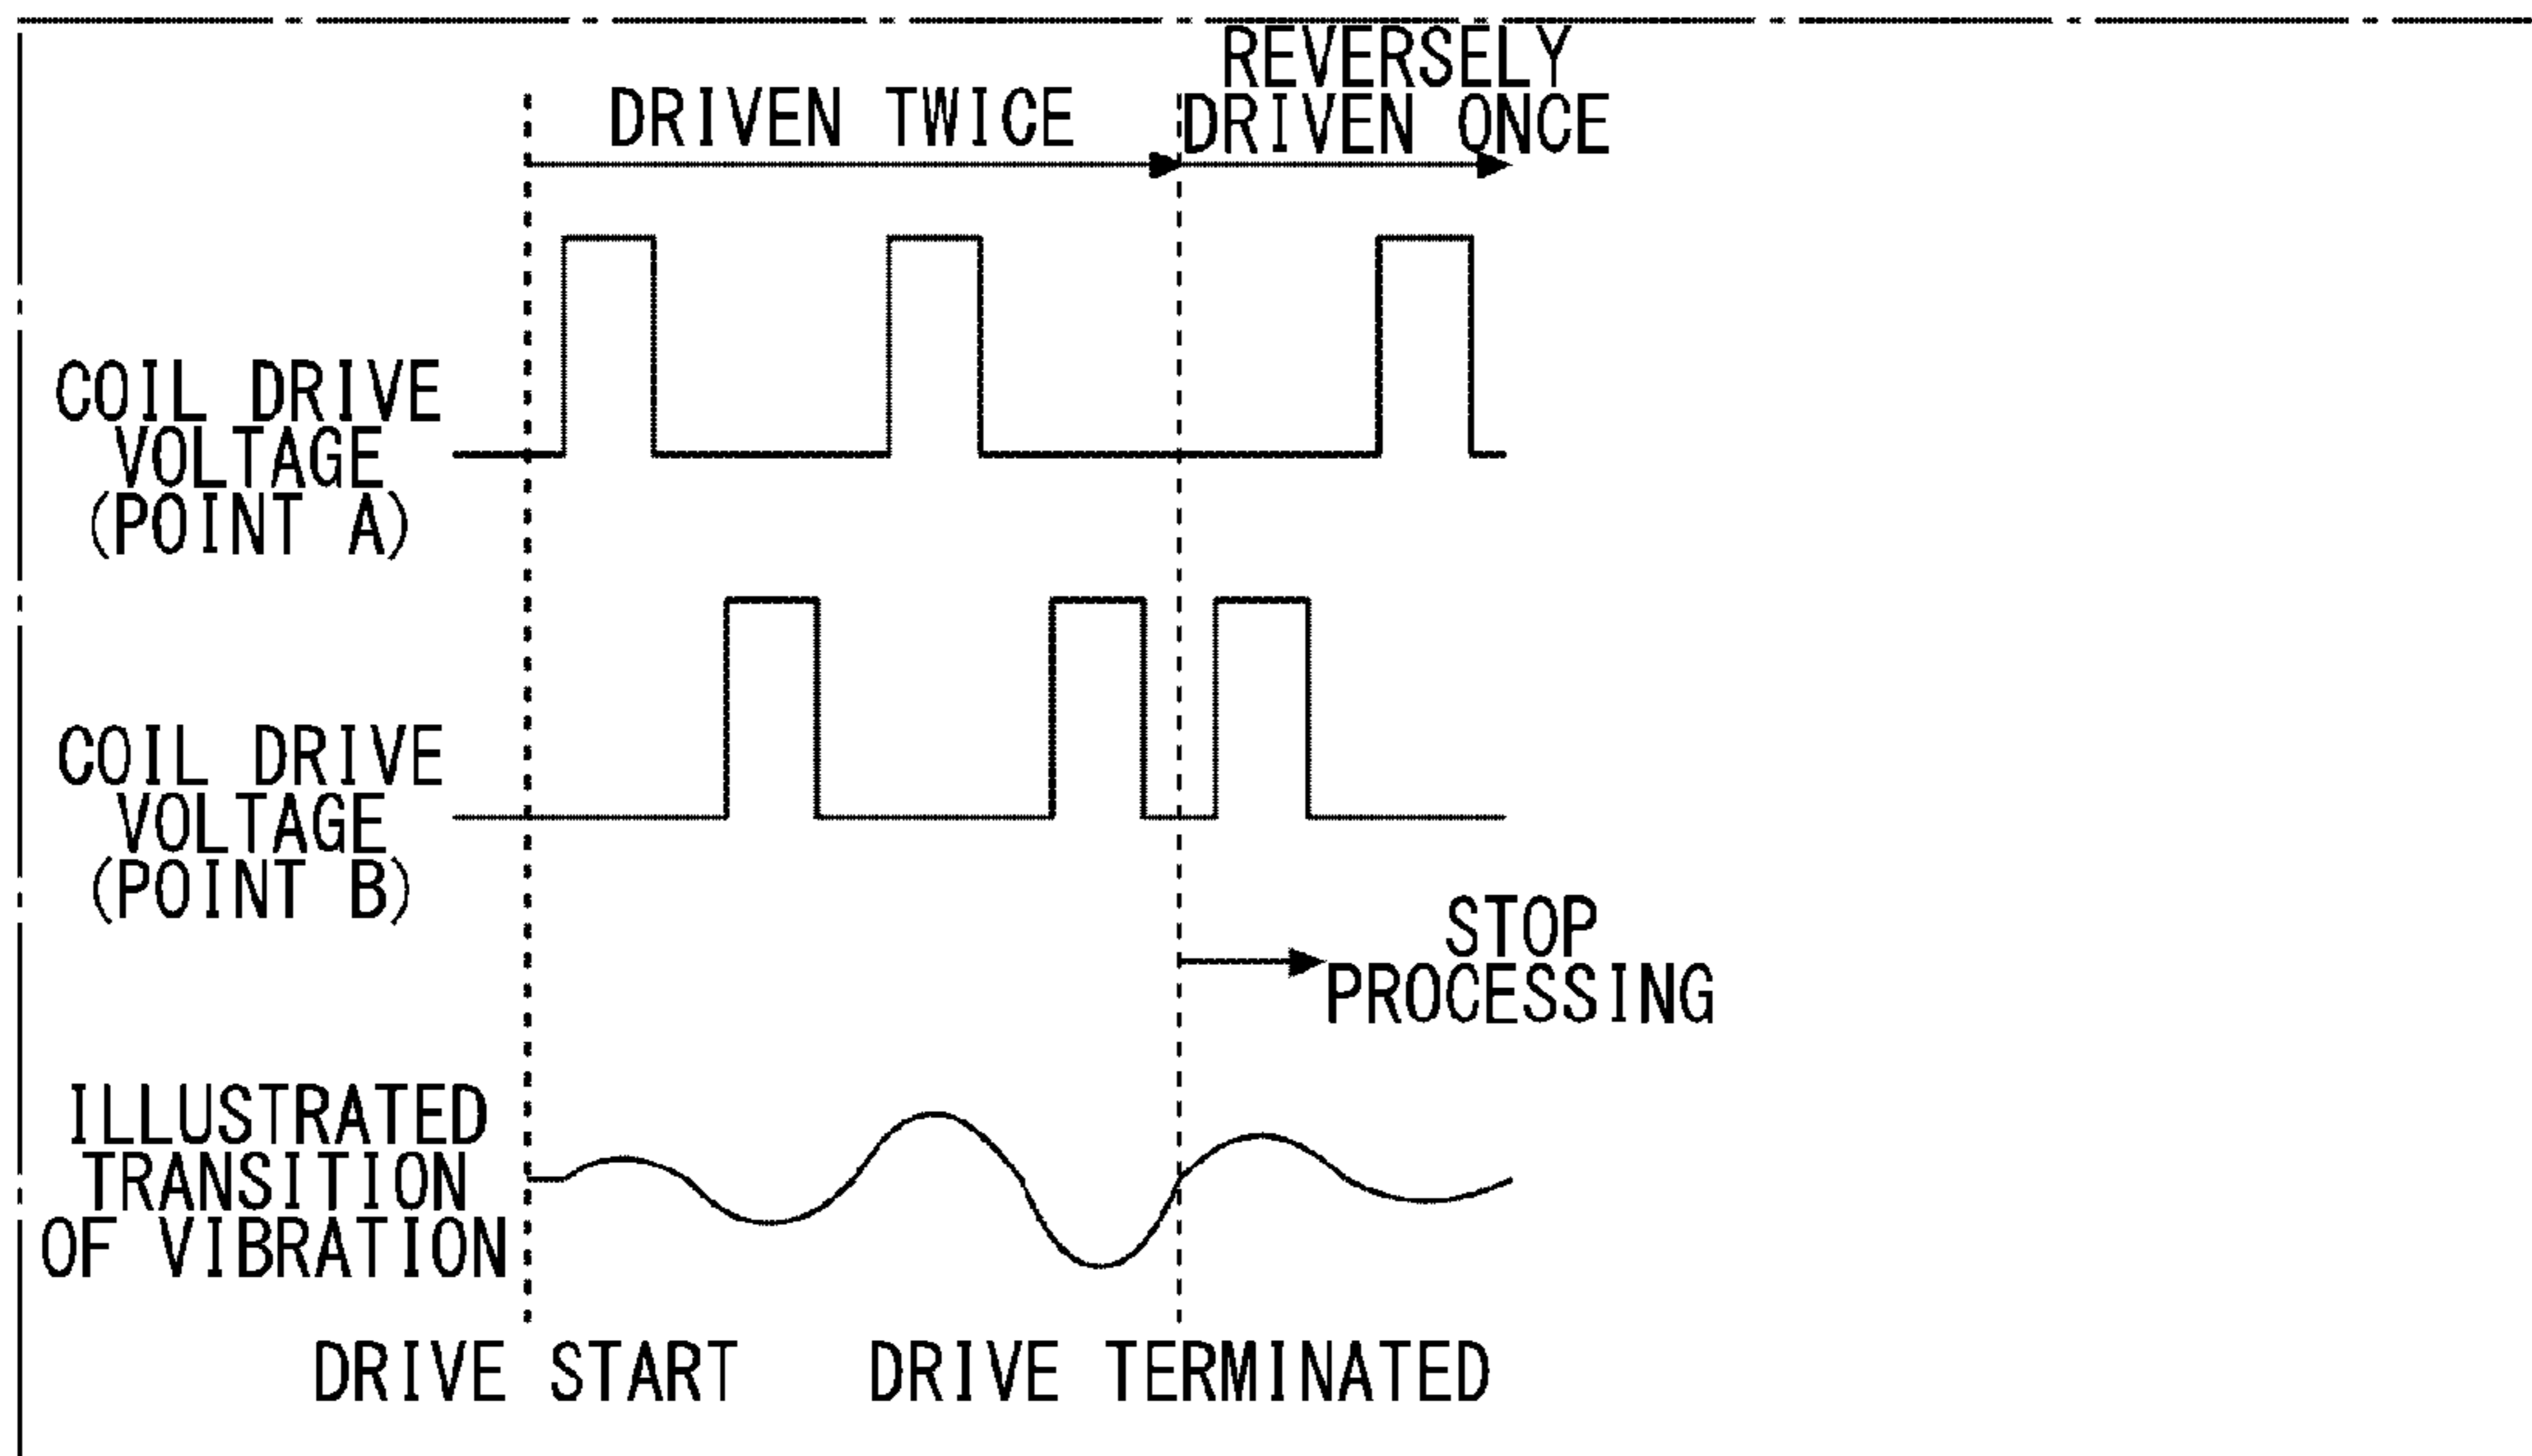 DRIVEN TWICE
REVERSELY
DRIVEN ONCE
COIL DRIVE
VOLTAGE
(POINT A)
COIL DRIVE
VOLTAGE
(POINT B)
STOP
PROCESSING
ILLUSTRATED
TRANSITION
OF VIBRATION
DRIVE START
DRIVE TERMINATED